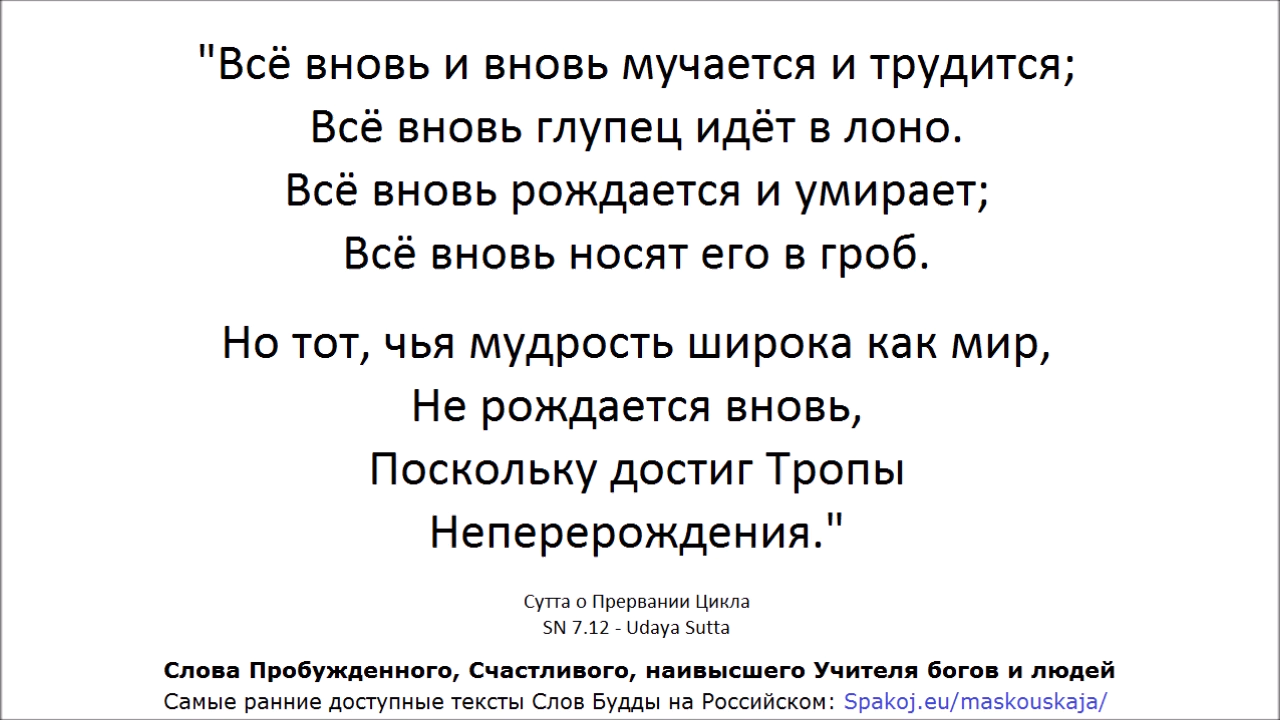 "Всё вновь и вновь мучается и трудится;
Всё вновь глупец идёт в лоно.
Всё вновь рождается и умирает;
Всё вновь носят его в гроб.
Но тот, чья мудрость широка как мир,
Не рождается вновь,
Поскольку достиг Тропы
Неперерождения."
Сутта о Прервании Цикла
SN 7.12 - Udaya Sutta
Слова Пробужденного, Счастливого, наивысшего Учителя богов и людей
Самые ранние доступные тексты Слов Будды на Российском: Spakoj.eu/maskouskaja/